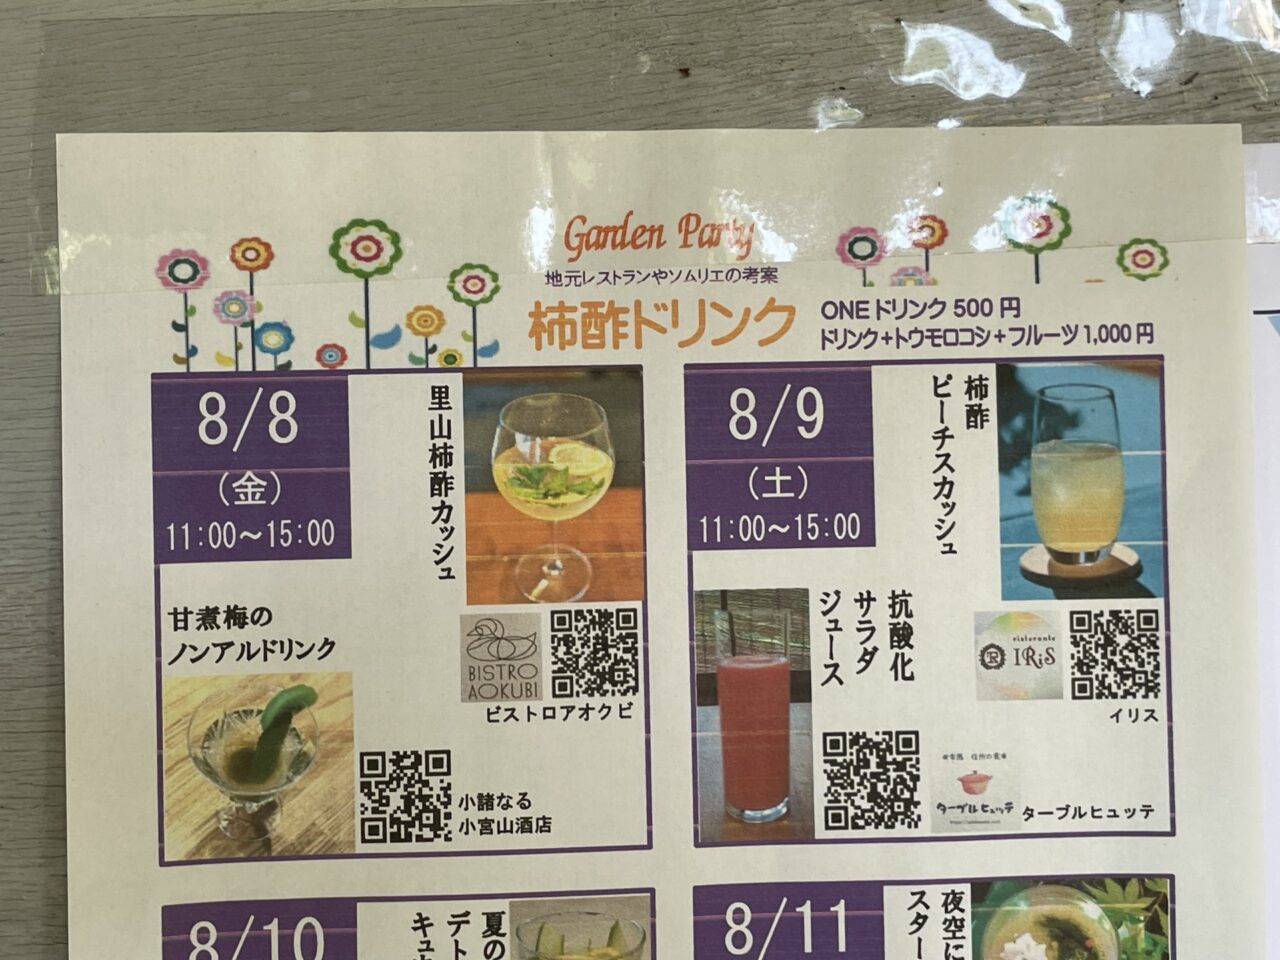 Garden Party
地元レストランやソムリエの考案
柿酢ドリンク
ONEドリンク500円
ドリンク+トウモロコシ+フルーツ1,000円
8/8
(金)
11:00〜15:00
里山柿酢カッシュ
BISTRO
AOKUBI
ビストロアオクビ
甘煮梅の
ノンアルドリンク
小諸なる
小宮山酒店
8/9
(土)
11:00〜15:00
柿酢
ピーチスカッシュ
ristorante
IRiS
イリス
抗酸化
サラダ
ジュース
ターブルヒュッテ
ターブルヒュッテ
8/10
夏の
デト
キュ
8/11
夜空に
スター